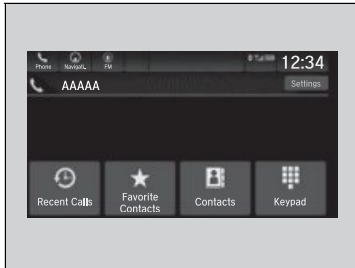 Phone Navigati.. FM 12:34
AAAAA Settings
Recent Calls Favorite Contacts Contacts Keypad